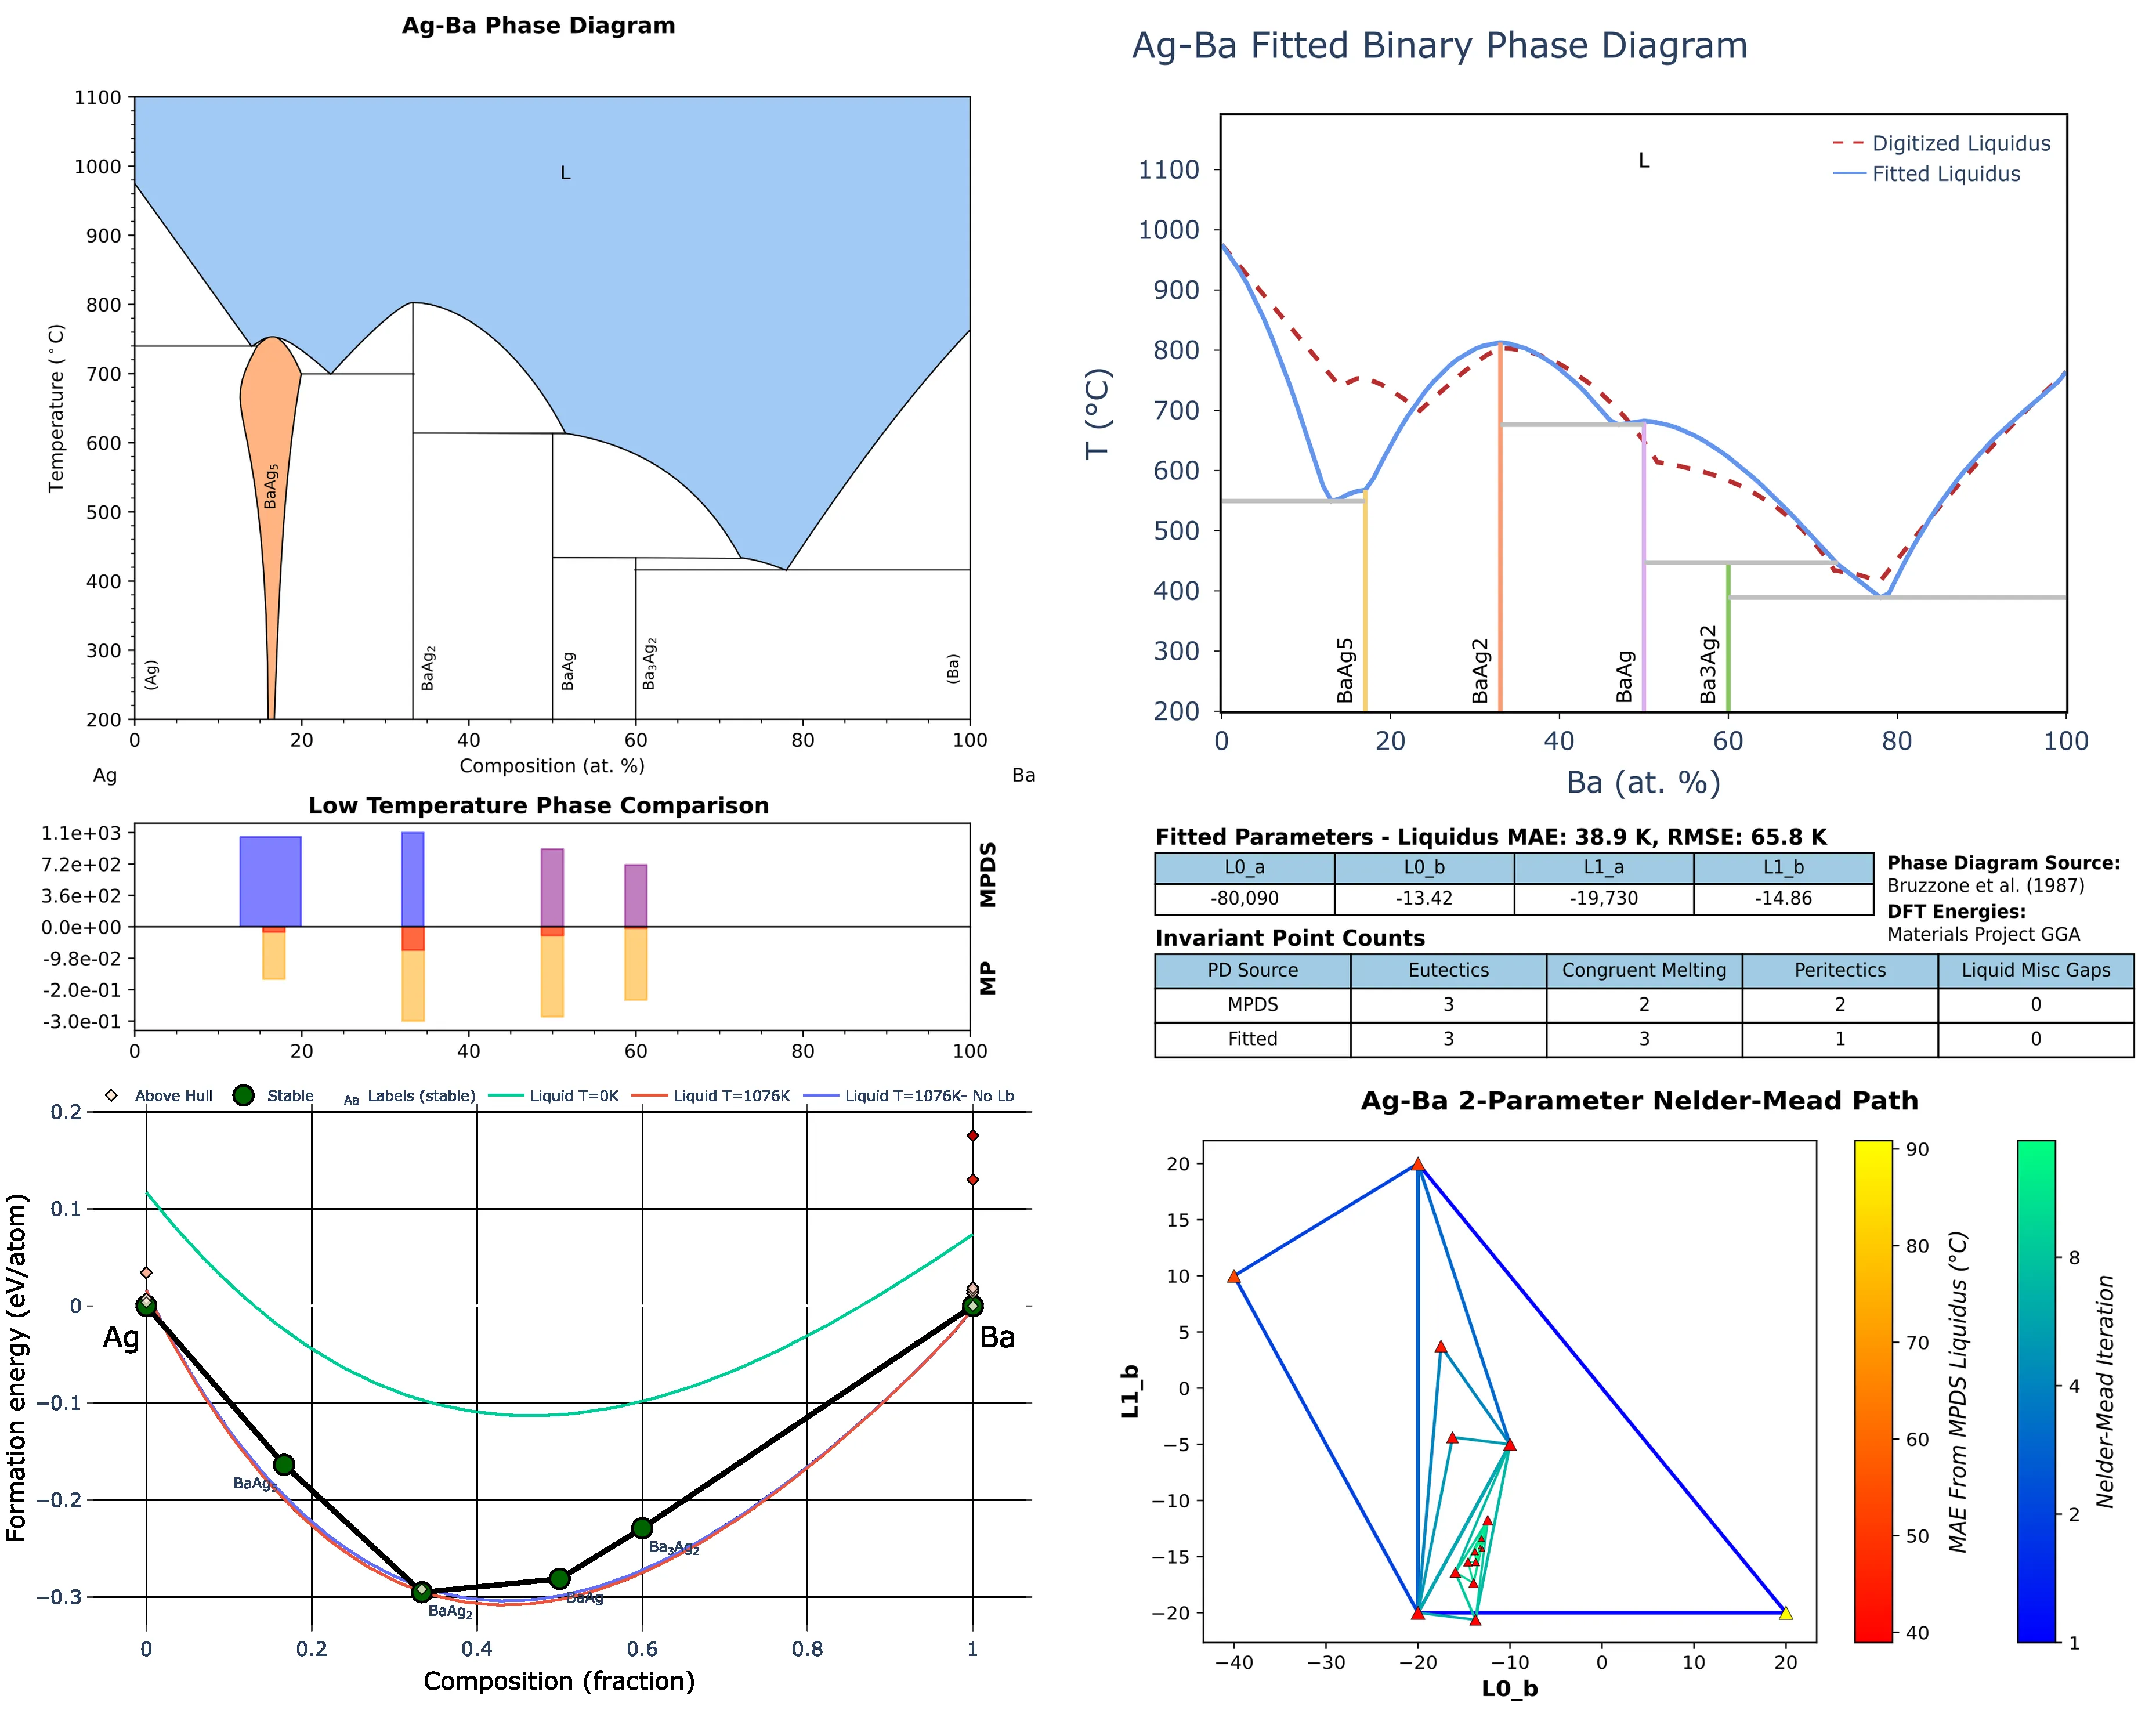 Ag-Ba Phase Diagram
1100
1000
900
800
700
600
500
400
300
200
Temperature (°C)
L
BaAg5
(Ag)
BaAg2
BaAg
Ba3Ag2
(Ba)
0 20 40 60 80 100
Composition (at. %)
Ag Ba
Ag-Ba Fitted Binary Phase Diagram
L
Digitized Liquidus
Fitted Liquidus
1100
1000
900
800
700
600
500
400
300
200
T (°C)
BaAg5
BaAg2
BaAg
Ba3Ag2
0 20 40 60 80 100
Ba (at. %)
Low Temperature Phase Comparison
1.1e+03
7.2e+02
3.6e+02
0.0e+00
-9.8e-02
-2.0e-01
-3.0e-01
MPDS
MP
0 20 40 60 80 100
Fitted Parameters - Liquidus MAE: 38.9 K, RMSE: 65.8 K
L0_a L0_b L1_a L1_b
-80,090 -13.42 -19,730 -14.86
Phase Diagram Source:
Bruzzone et al. (1987)
DFT Energies:
Materials Project GGA
Invariant Point Counts
PD Source Eutectics Congruent Melting Peritectics Liquid Misc Gaps
MPDS 3 2 2 0
Fitted 3 3 1 0
Above Hull Stable Aa Labels (stable) Liquid T=0K Liquid T=1076K Liquid T=1076K- No Lb
0.2
0.1
0
−0.1
−0.2
−0.3
Formation energy (eV/atom)
Ag
Ba
BaAg5
BaAg2
BaAg
Ba3Ag2
0 0.2 0.4 0.6 0.8 1
Composition (fraction)
Ag-Ba 2-Parameter Nelder-Mead Path
20
15
10
5
0
−5
−10
−15
−20
L1_b
−40 −30 −20 −10 0 10 20
L0_b
90
80
70
60
50
40
MAE From MPDS Liquidus (°C)
8
4
2
1
Nelder-Mead Iteration